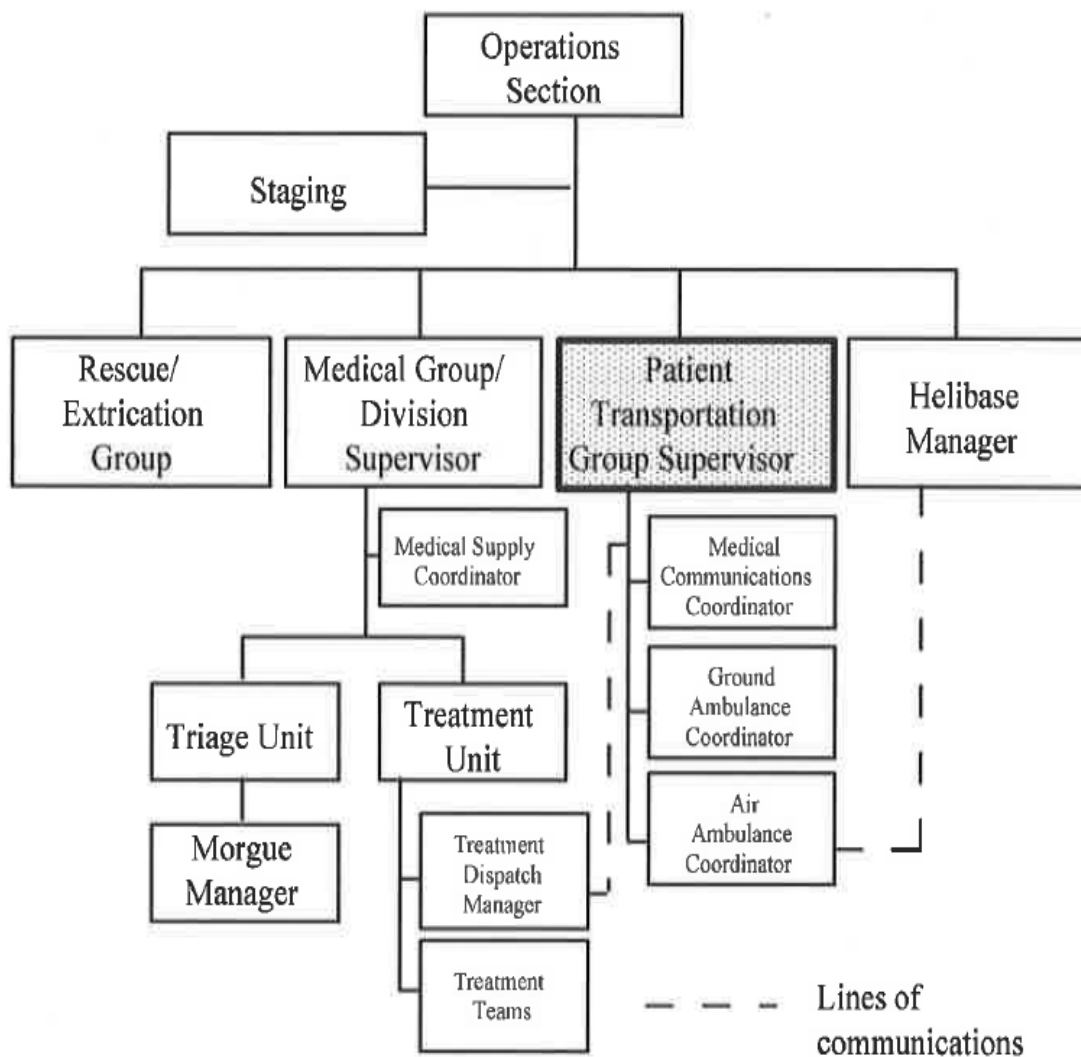 Operations
Section
Staging
Rescue/
Extrication
Group
Medical Group/
Division
Supervisor
Patient
Transportation
Group Supervisor
Helibase
Manager
Medical Supply
Coordinator
Medical
Communications
Coordinator
Ground
Ambulance
Coordinator
Air
Ambulance
Coordinator
Triage Unit
Treatment
Unit
Morgue
Manager
Treatment
Dispatch
Manager
Treatment
Teams
Lines of
communications